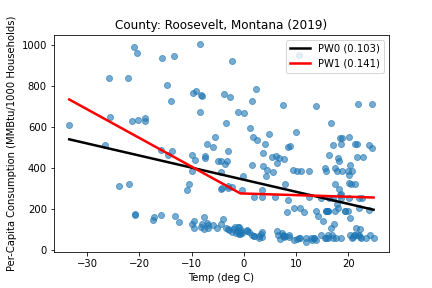 County: Roosevelt, Montana (2019)
Per-Capita Consumption (MMBtu/1000 Households)
1000
800
600
400
200
0
PW0 (0.103)
PW1 (0.141)
−30 −20 −10 0 10 20
Temp (deg C)